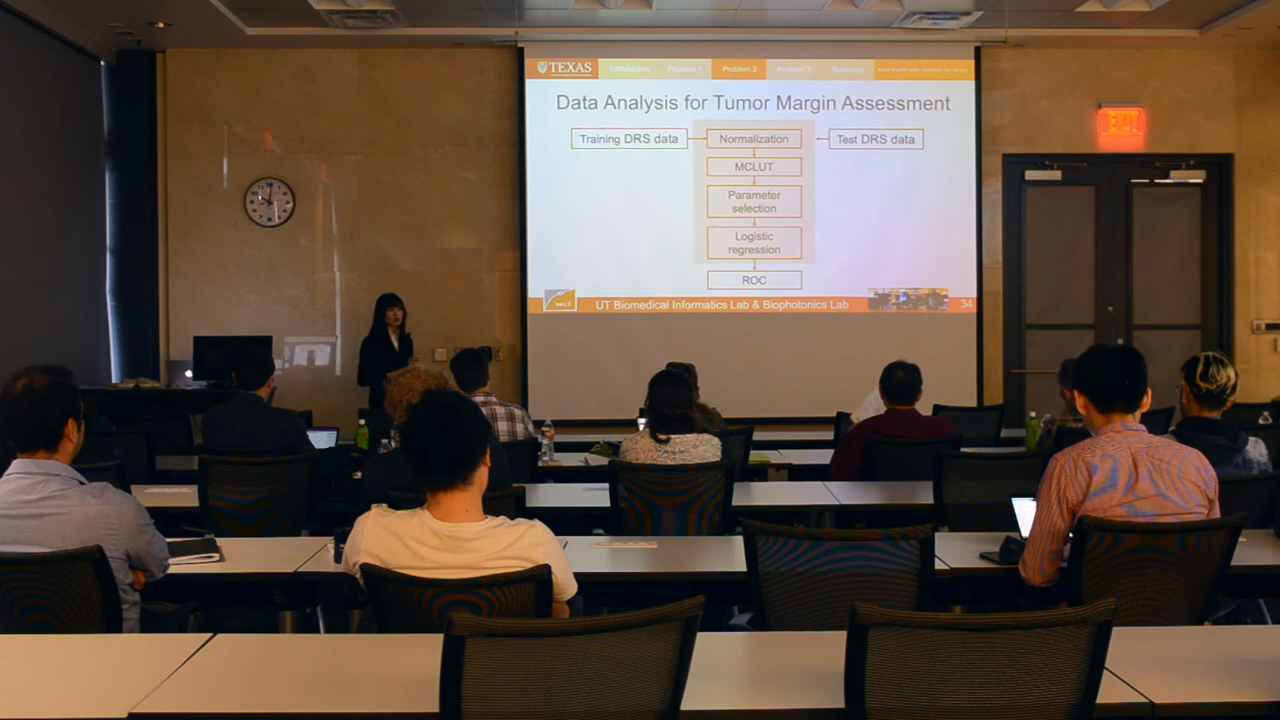 TEXAS
Introduction
Problem 1
Problem 2
Problem 3
Summary
Data Analysis for Tumor Margin Assessment
Training DRS data
Normalization
Test DRS data
MCLUT
Parameter
selection
Logistic
regression
ROC
UT Biomedical Informatics Lab & Biophotonics Lab
34
EXIT